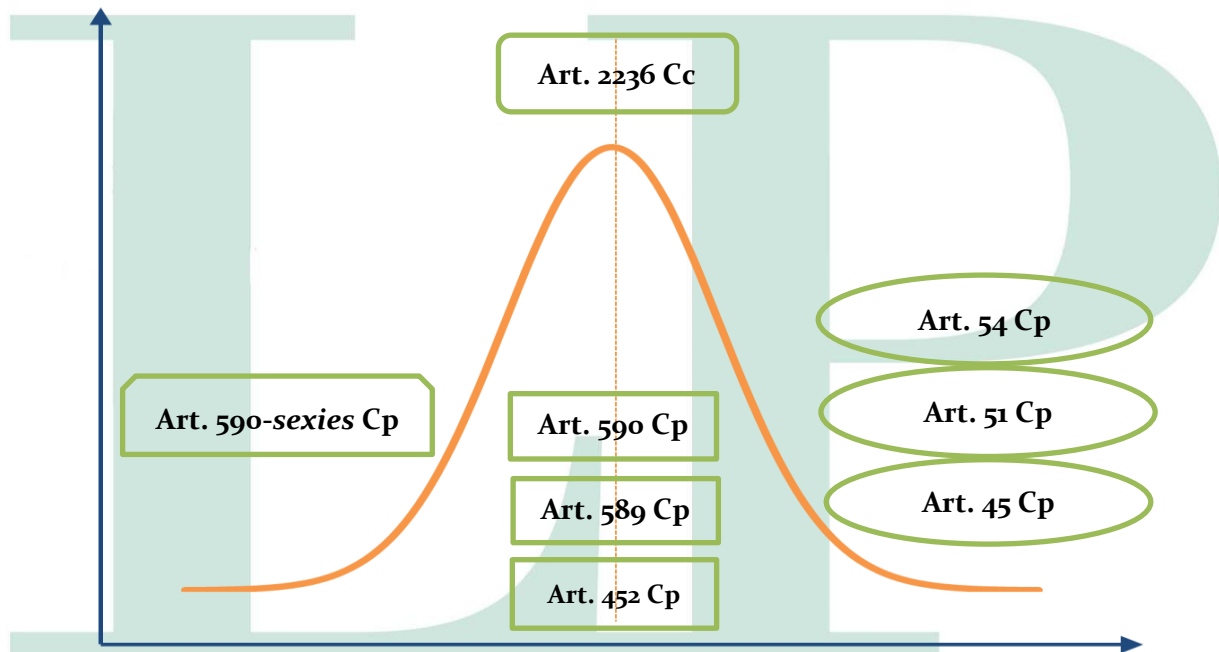 Art. 2236 Cc
Art. 54 Cp
Art. 590-sexies Cp
Art. 590 Cp
Art. 51 Cp
Art. 589 Cp
Art. 45 Cp
Art. 452 Cp
LP